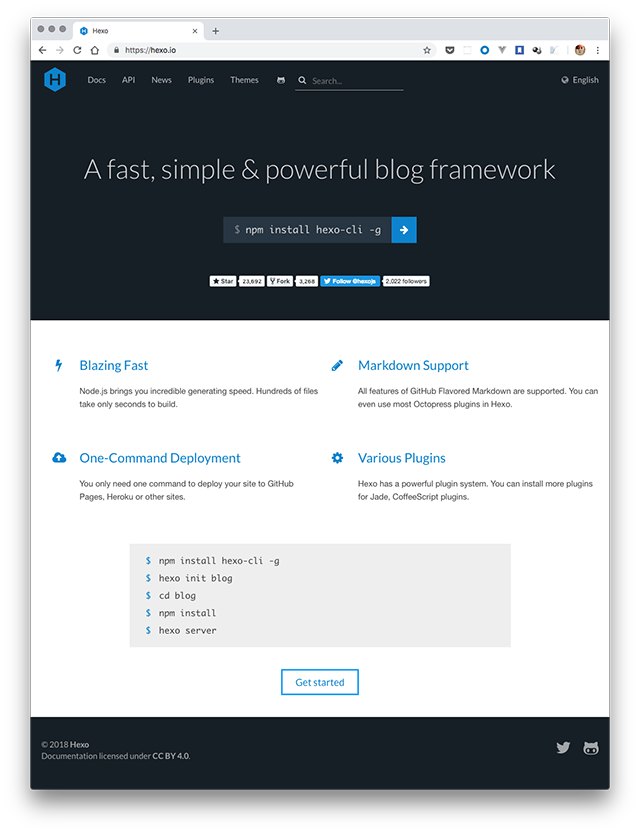 Hexo
https://hexo.io
H
Docs API News Plugins Themes Search... English
A fast, simple & powerful blog framework
$ npm install hexo-cli -g
Star 23,692 Fork 3,268 Follow @hexojs 2,022 followers
Blazing Fast
Node.js brings you incredible generating speed. Hundreds of files
take only seconds to build.
Markdown Support
All features of GitHub Flavored Markdown are supported. You can
even use most Octopress plugins in Hexo.
One-Command Deployment
You only need one command to deploy your site to GitHub
Pages, Heroku or other sites.
Various Plugins
Hexo has a powerful plugin system. You can install more plugins
for Jade, CoffeeScript plugins.
$ npm install hexo-cli -g
$ hexo init blog
$ cd blog
$ npm install
$ hexo server
Get started
© 2018 Hexo
Documentation licensed under CC BY 4.0.